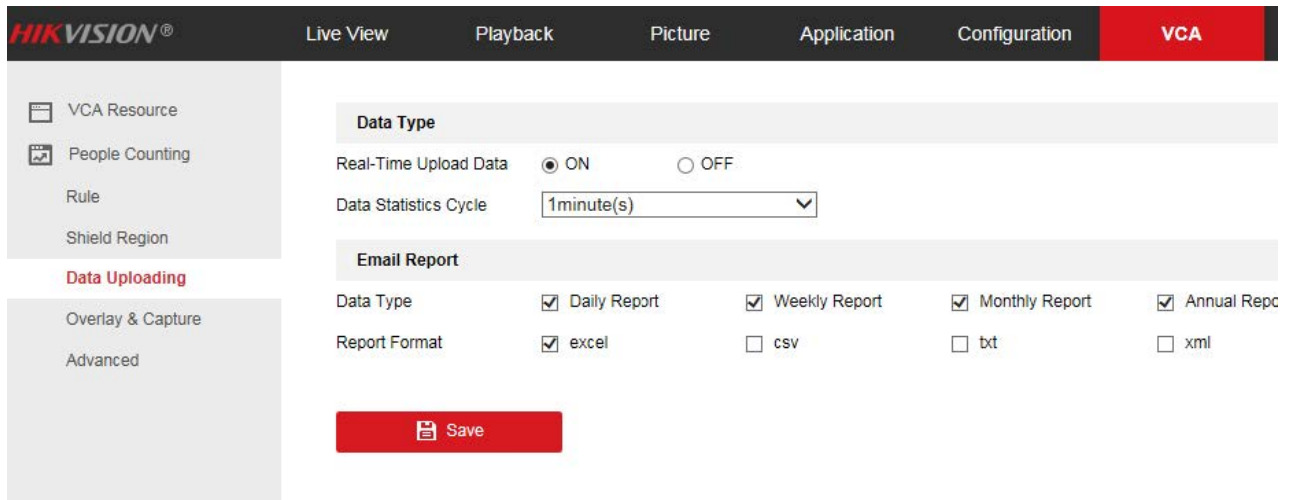 HIKVISION® Live View Playback Picture Application Configuration VCA
VCA Resource
People Counting
Rule
Shield Region
Data Uploading
Overlay & Capture
Advanced
Data Type
Real-Time Upload Data ON OFF
Data Statistics Cycle 1minute(s)
Email Report
Data Type Daily Report Weekly Report Monthly Report Annual Repo
Report Format excel csv txt xml
Save